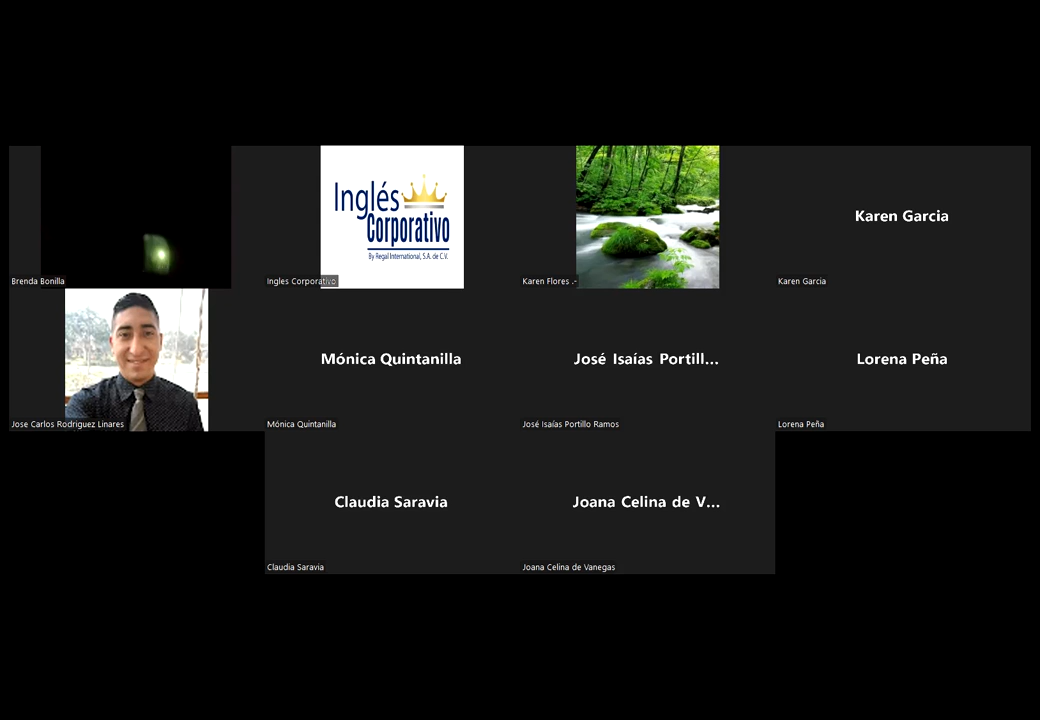 Brenda Bonilla
Inglés
Corporativo
By Regal International, S.A. de C.V.
Ingles Corporativo
Karen Flores .-
Karen Garcia
Karen Garcia
Jose Carlos Rodriguez Linares
Mónica Quintanilla
Mónica Quintanilla
José Isaías Portill...
José Isaías Portillo Ramos
Lorena Peña
Lorena Peña
Claudia Saravia
Claudia Saravia
Joana Celina de V...
Joana Celina de Vanegas